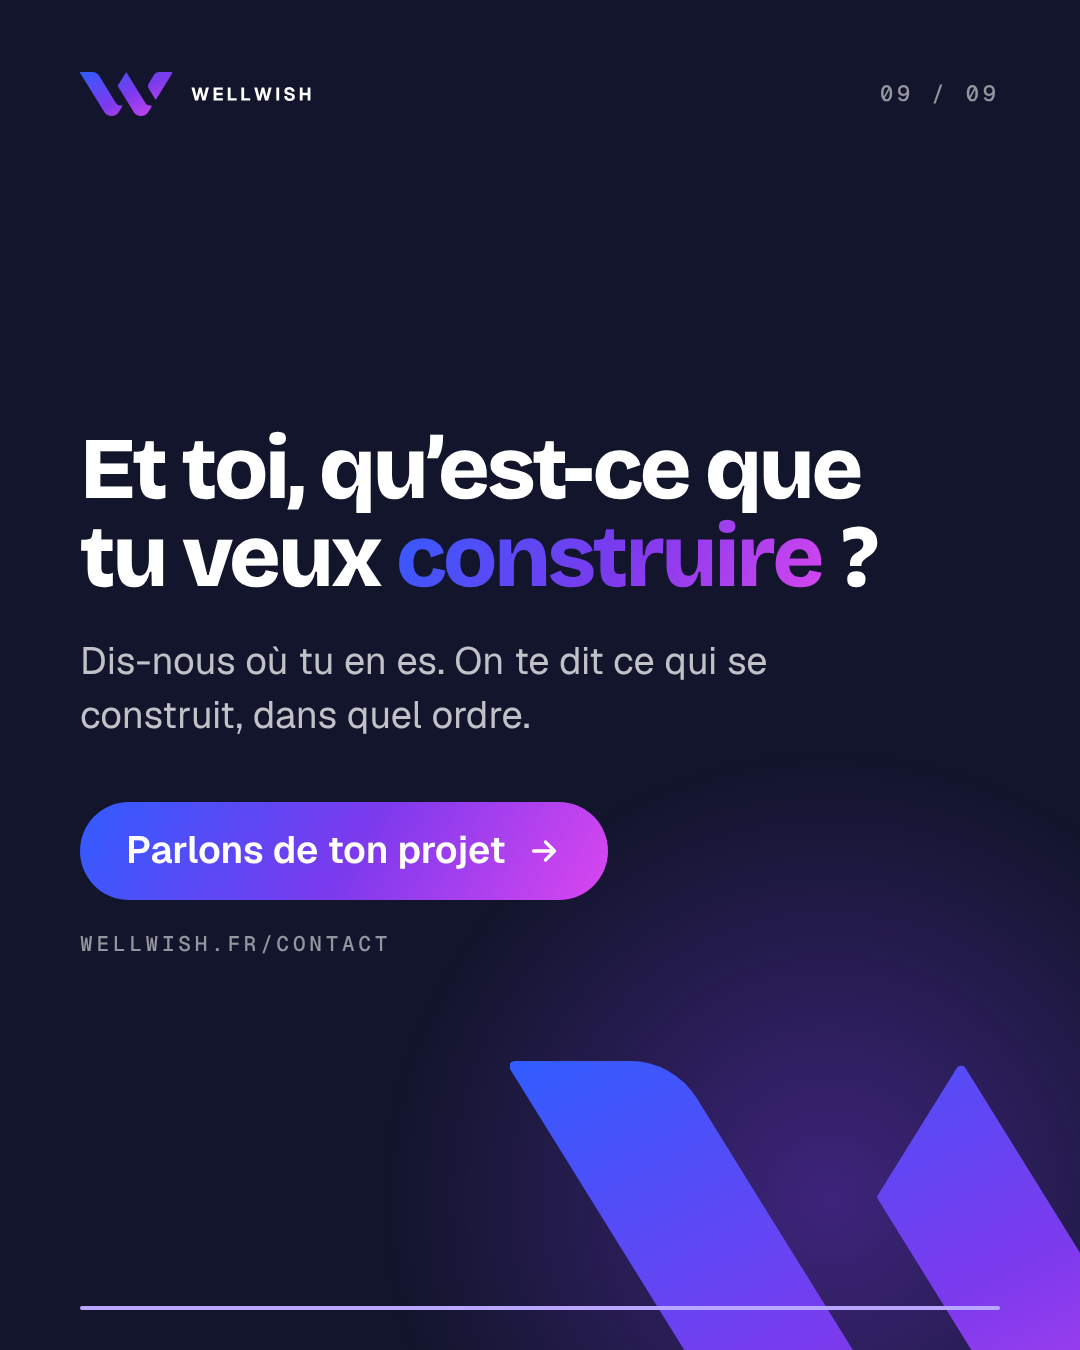 WELLWISH
09 / 09
Et toi, qu’est-ce que
tu veux construire ?
Dis-nous où tu en es. On te dit ce qui se
construit, dans quel ordre.
Parlons de ton projet →
WELLWISH.FR/CONTACT